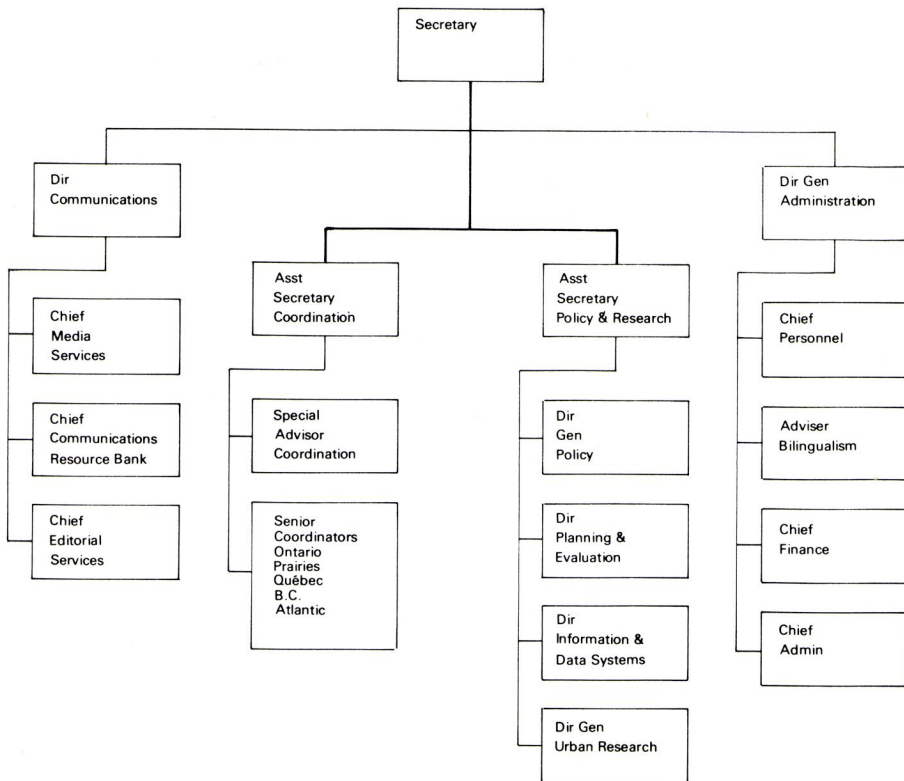 Secretary
Dir
Communications
Dir Gen
Administration
Asst
Secretary
Coordination
Asst
Secretary
Policy & Research
Chief
Media
Services
Chief
Communications
Resource Bank
Chief
Editorial
Services
Special
Advisor
Coordination
Senior
Coordinators
Ontario
Prairies
Québec
B.C.
Atlantic
Dir
Gen
Policy
Dir
Planning &
Evaluation
Dir
Information &
Data Systems
Dir Gen
Urban Research
Chief
Personnel
Adviser
Bilingualism
Chief
Finance
Chief
Admin